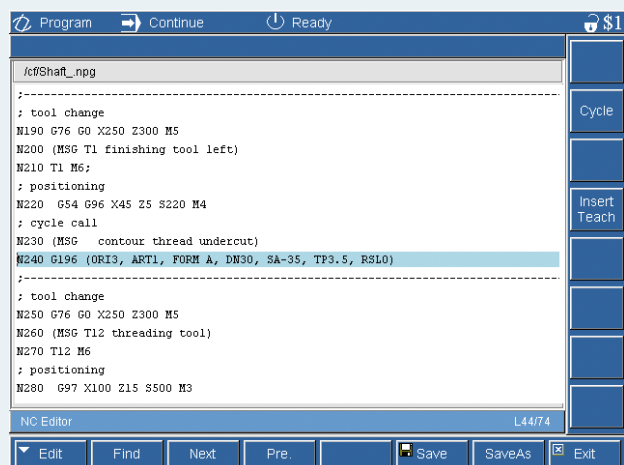 Program Continue Ready $1
/cf/Shaft_.npg
;-----------------------------------------------------------------------
; tool change
N190 G76 G0 X250 Z300 M5
N200 (MSG T1 finishing tool left)
N210 T1 M6;
; positioning
N220  G54 G96 X45 Z5 S220 M4
; cycle call
N230 (MSG   contour thread undercut)
N240 G196 (ORI3, ART1, FORM A, DN30, SA-35, TP3.5, RSL0)
;-----------------------------------------------------------------------
; tool change
N250 G76 G0 X250 Z300 M5
N260 (MSG T12 threading tool)
N270 T12 M6
; positioning
N280  G97 X100 Z15 S500 M3
NC Editor L44/74
Cycle
Insert
Teach
Edit Find Next Pre. Save SaveAs Exit